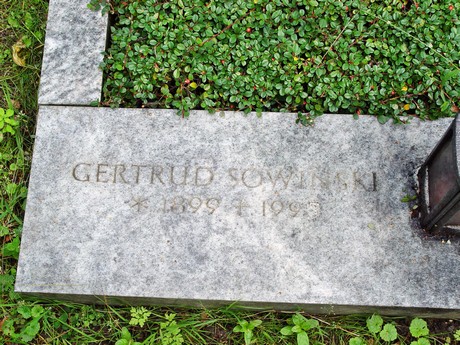 GERTRUD SOWINSKI
* 1899 + 1995